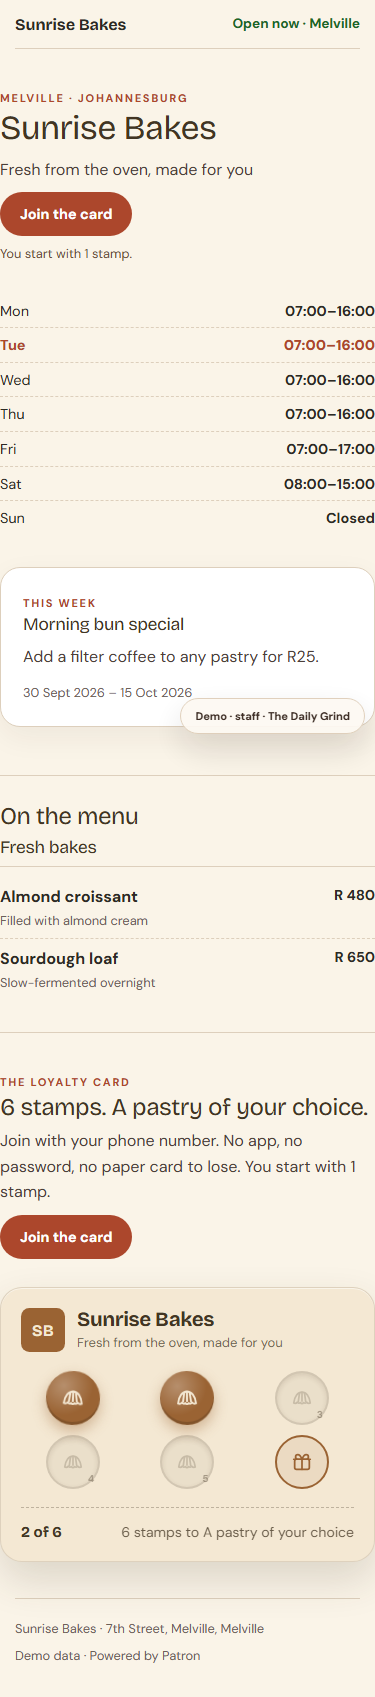 Sunrise Bakes
Open now · Melville
MELVILLE · JOHANNESBURG
Sunrise Bakes
Fresh from the oven, made for you
Join the card
You start with 1 stamp.
Mon 07:00–16:00
Tue 07:00–16:00
Wed 07:00–16:00
Thu 07:00–16:00
Fri 07:00–17:00
Sat 08:00–15:00
Sun Closed
THIS WEEK
Morning bun special
Add a filter coffee to any pastry for R25.
30 Sept 2026 – 15 Oct 2026
Demo · staff · The Daily Grind
On the menu
Fresh bakes
Almond croissant R 480
Filled with almond cream
Sourdough loaf R 650
Slow-fermented overnight
THE LOYALTY CARD
6 stamps. A pastry of your choice.
Join with your phone number. No app, no
password, no paper card to lose. You start with 1
stamp.
Join the card
SB
Sunrise Bakes
Fresh from the oven, made for you
3
4
5
2 of 6 6 stamps to A pastry of your choice
Sunrise Bakes · 7th Street, Melville, Melville
Demo data · Powered by Patron